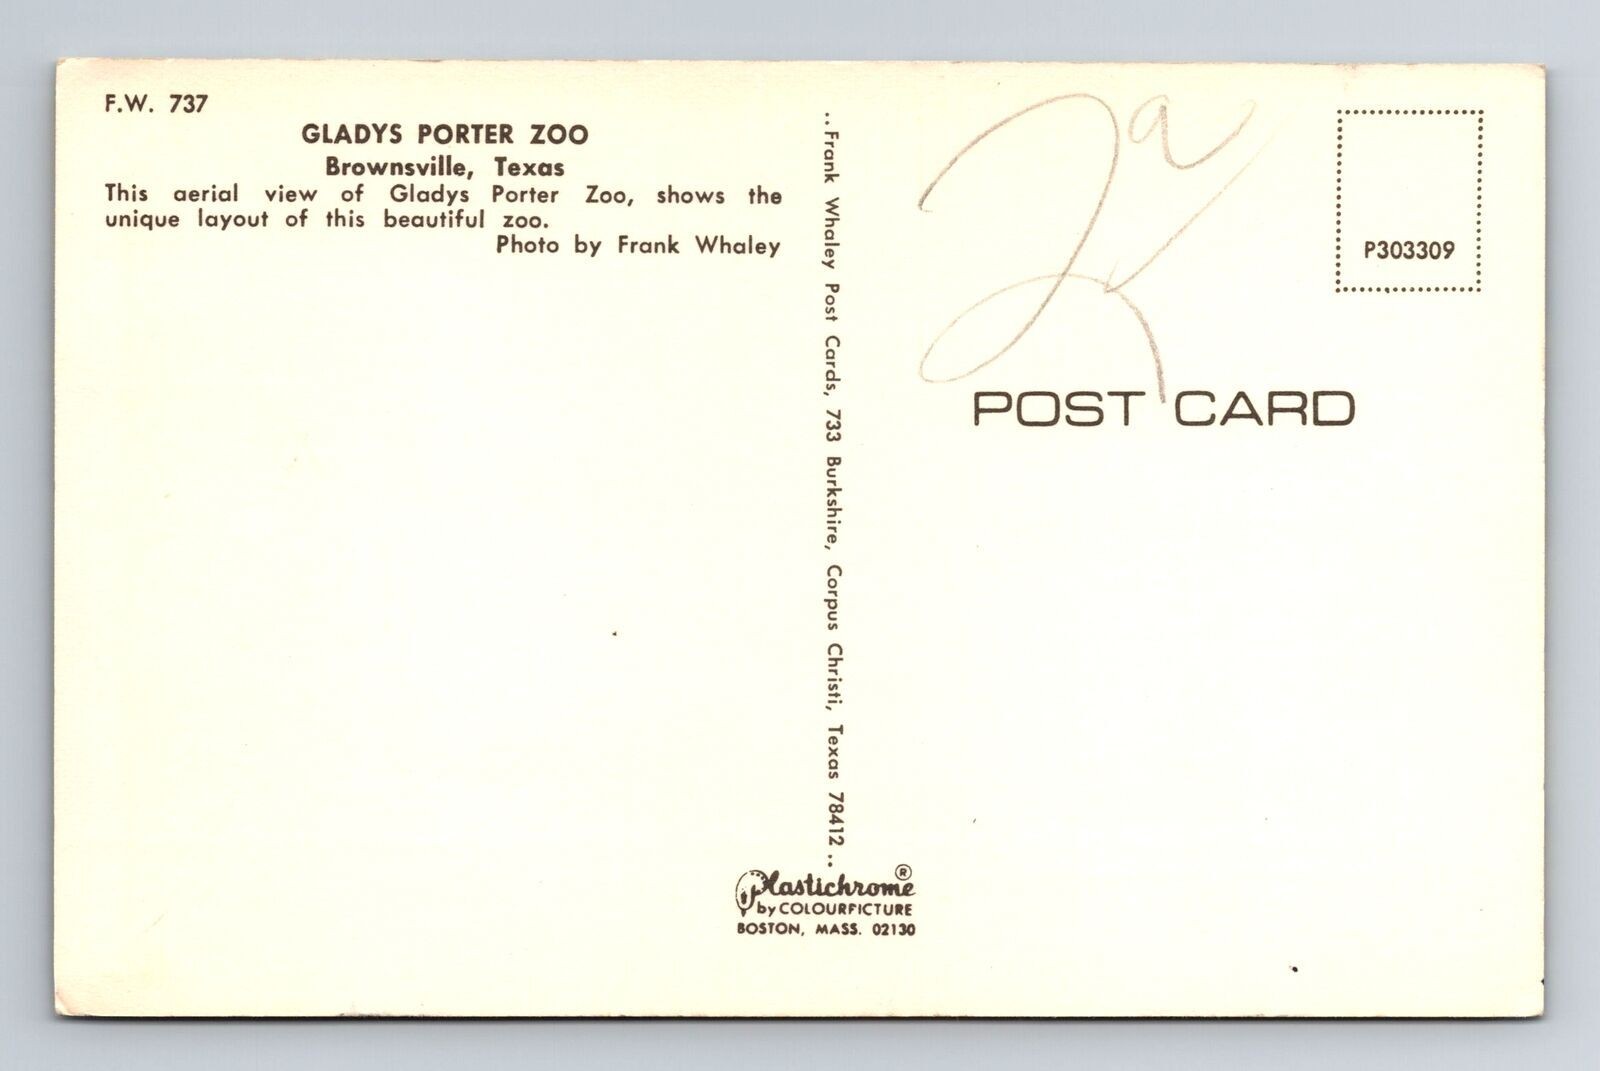 F.W. 737
GLADYS PORTER ZOO
Brownsville, Texas
This aerial view of Gladys Porter Zoo, shows the
unique layout of this beautiful zoo.
Photo by Frank Whaley
.. Frank Whaley Post Cards, 733 Burkshire, Corpus Christi, Texas 78412 ..
Plastichrome ®
by COLOURPICTURE
BOSTON, MASS. 02130
P303309
POST CARD